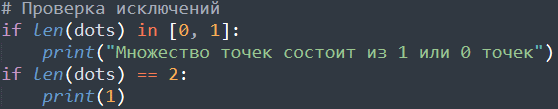 # Проверка исключений
if len(dots) in [0, 1]:
    print("Множество точек состоит из 1 или 0 точек")
if len(dots) == 2:
    print(1)